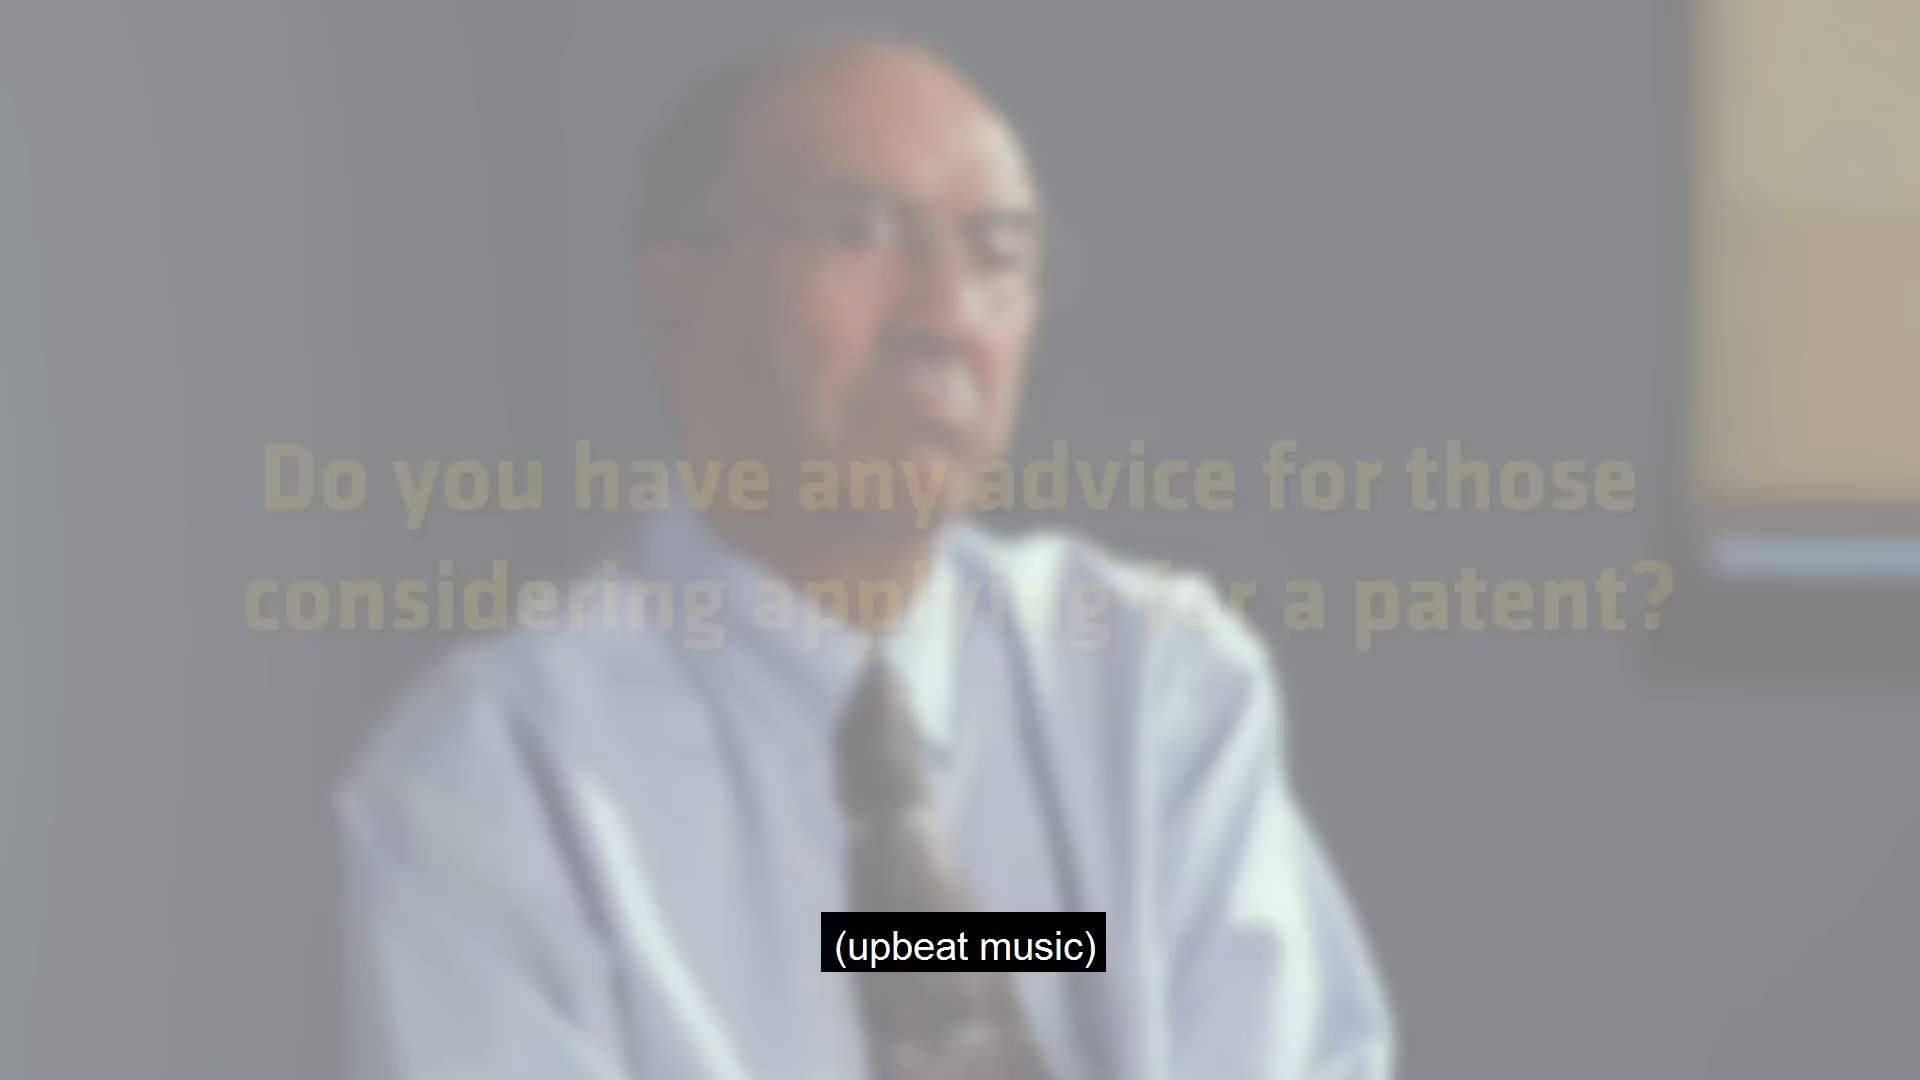 Do you have any advice for those
considering applying for a patent?
(upbeat music)